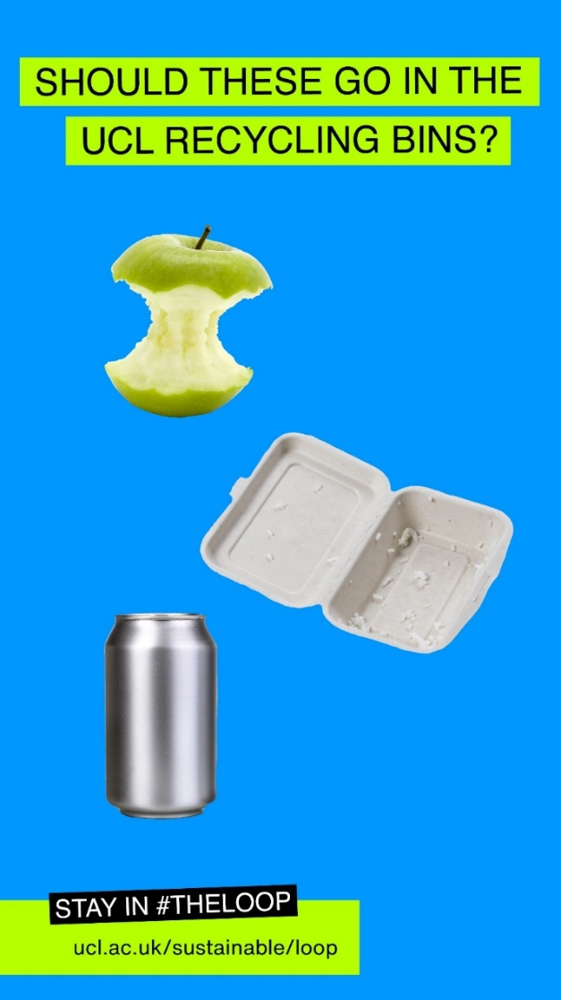 SHOULD THESE GO IN THE
UCL RECYCLING BINS?
STAY IN #THELOOP
ucl.ac.uk/sustainable/loop